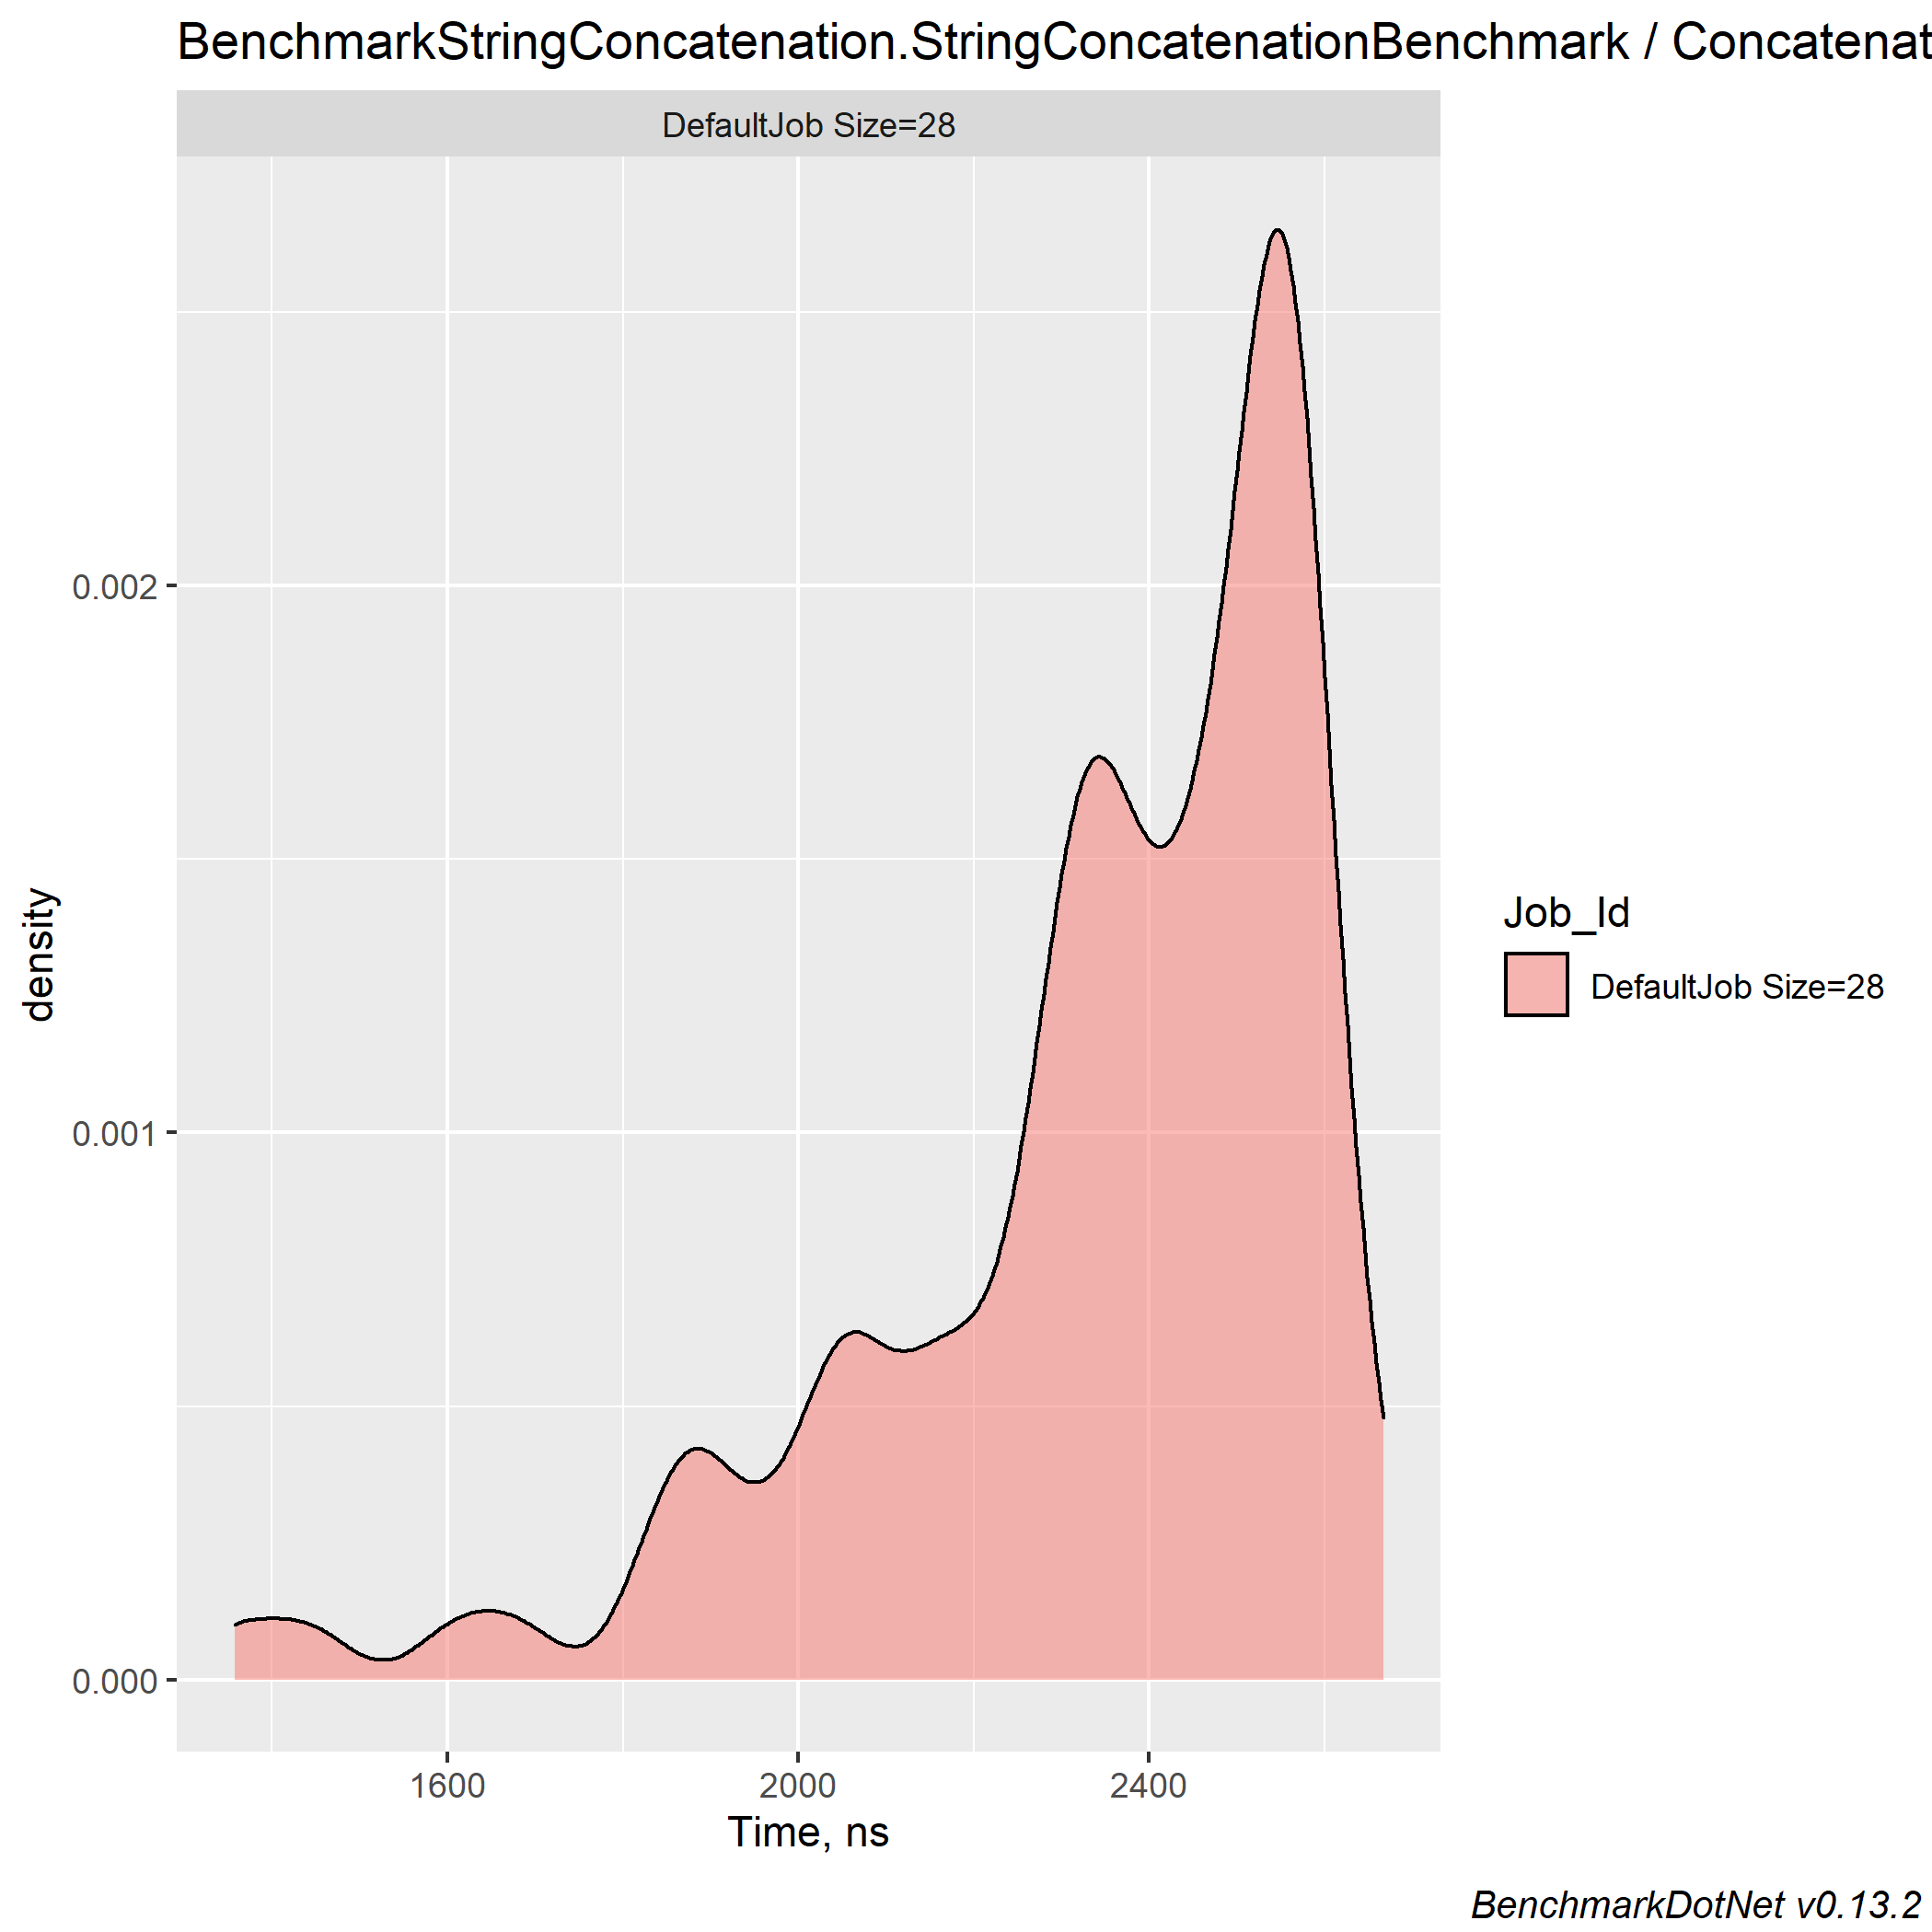 BenchmarkStringConcatenation.StringConcatenationBenchmark / Concatenat
DefaultJob Size=28
0.002
0.001
0.000
density
1600 2000 2400
Time, ns
Job_Id
DefaultJob Size=28
BenchmarkDotNet v0.13.2